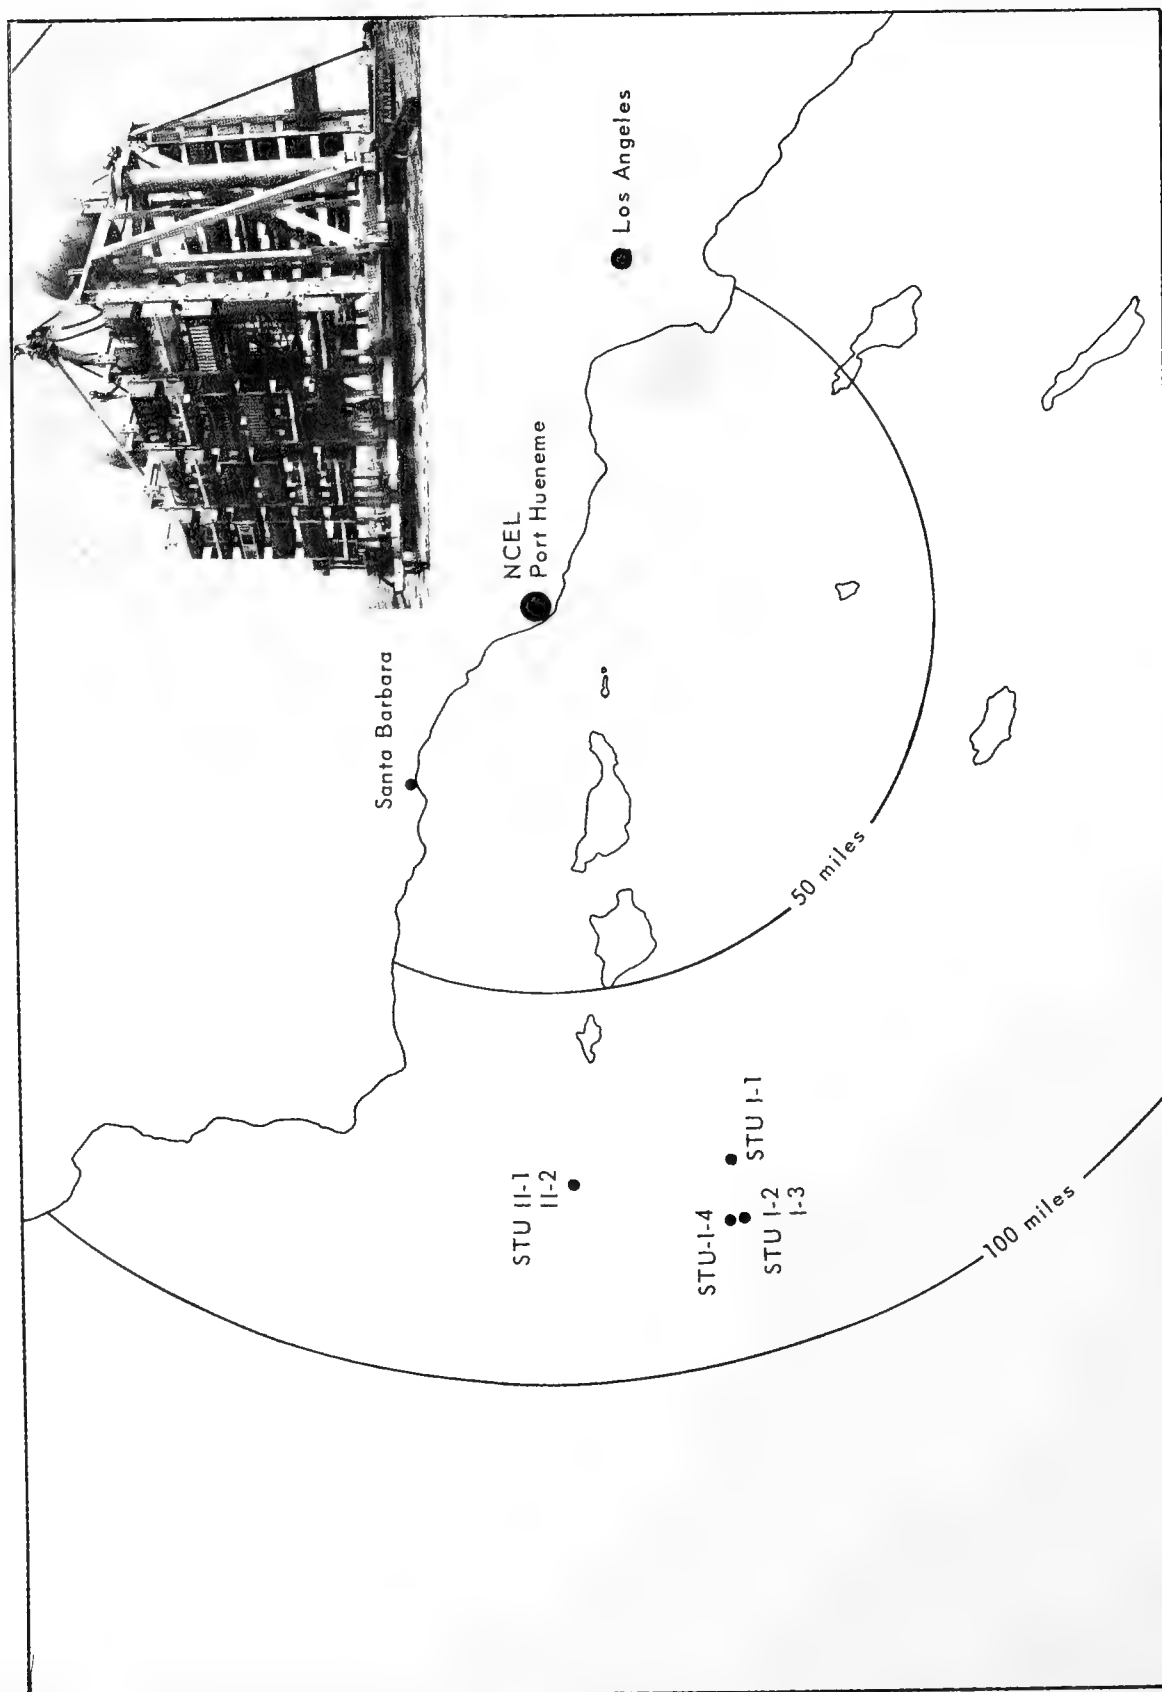 Los Angeles
NCEL
Port Hueneme
Santa Barbara
50 miles
STU II-1
II-2
STU I-1
STU-I-4
STU I-2
I-3
100 miles